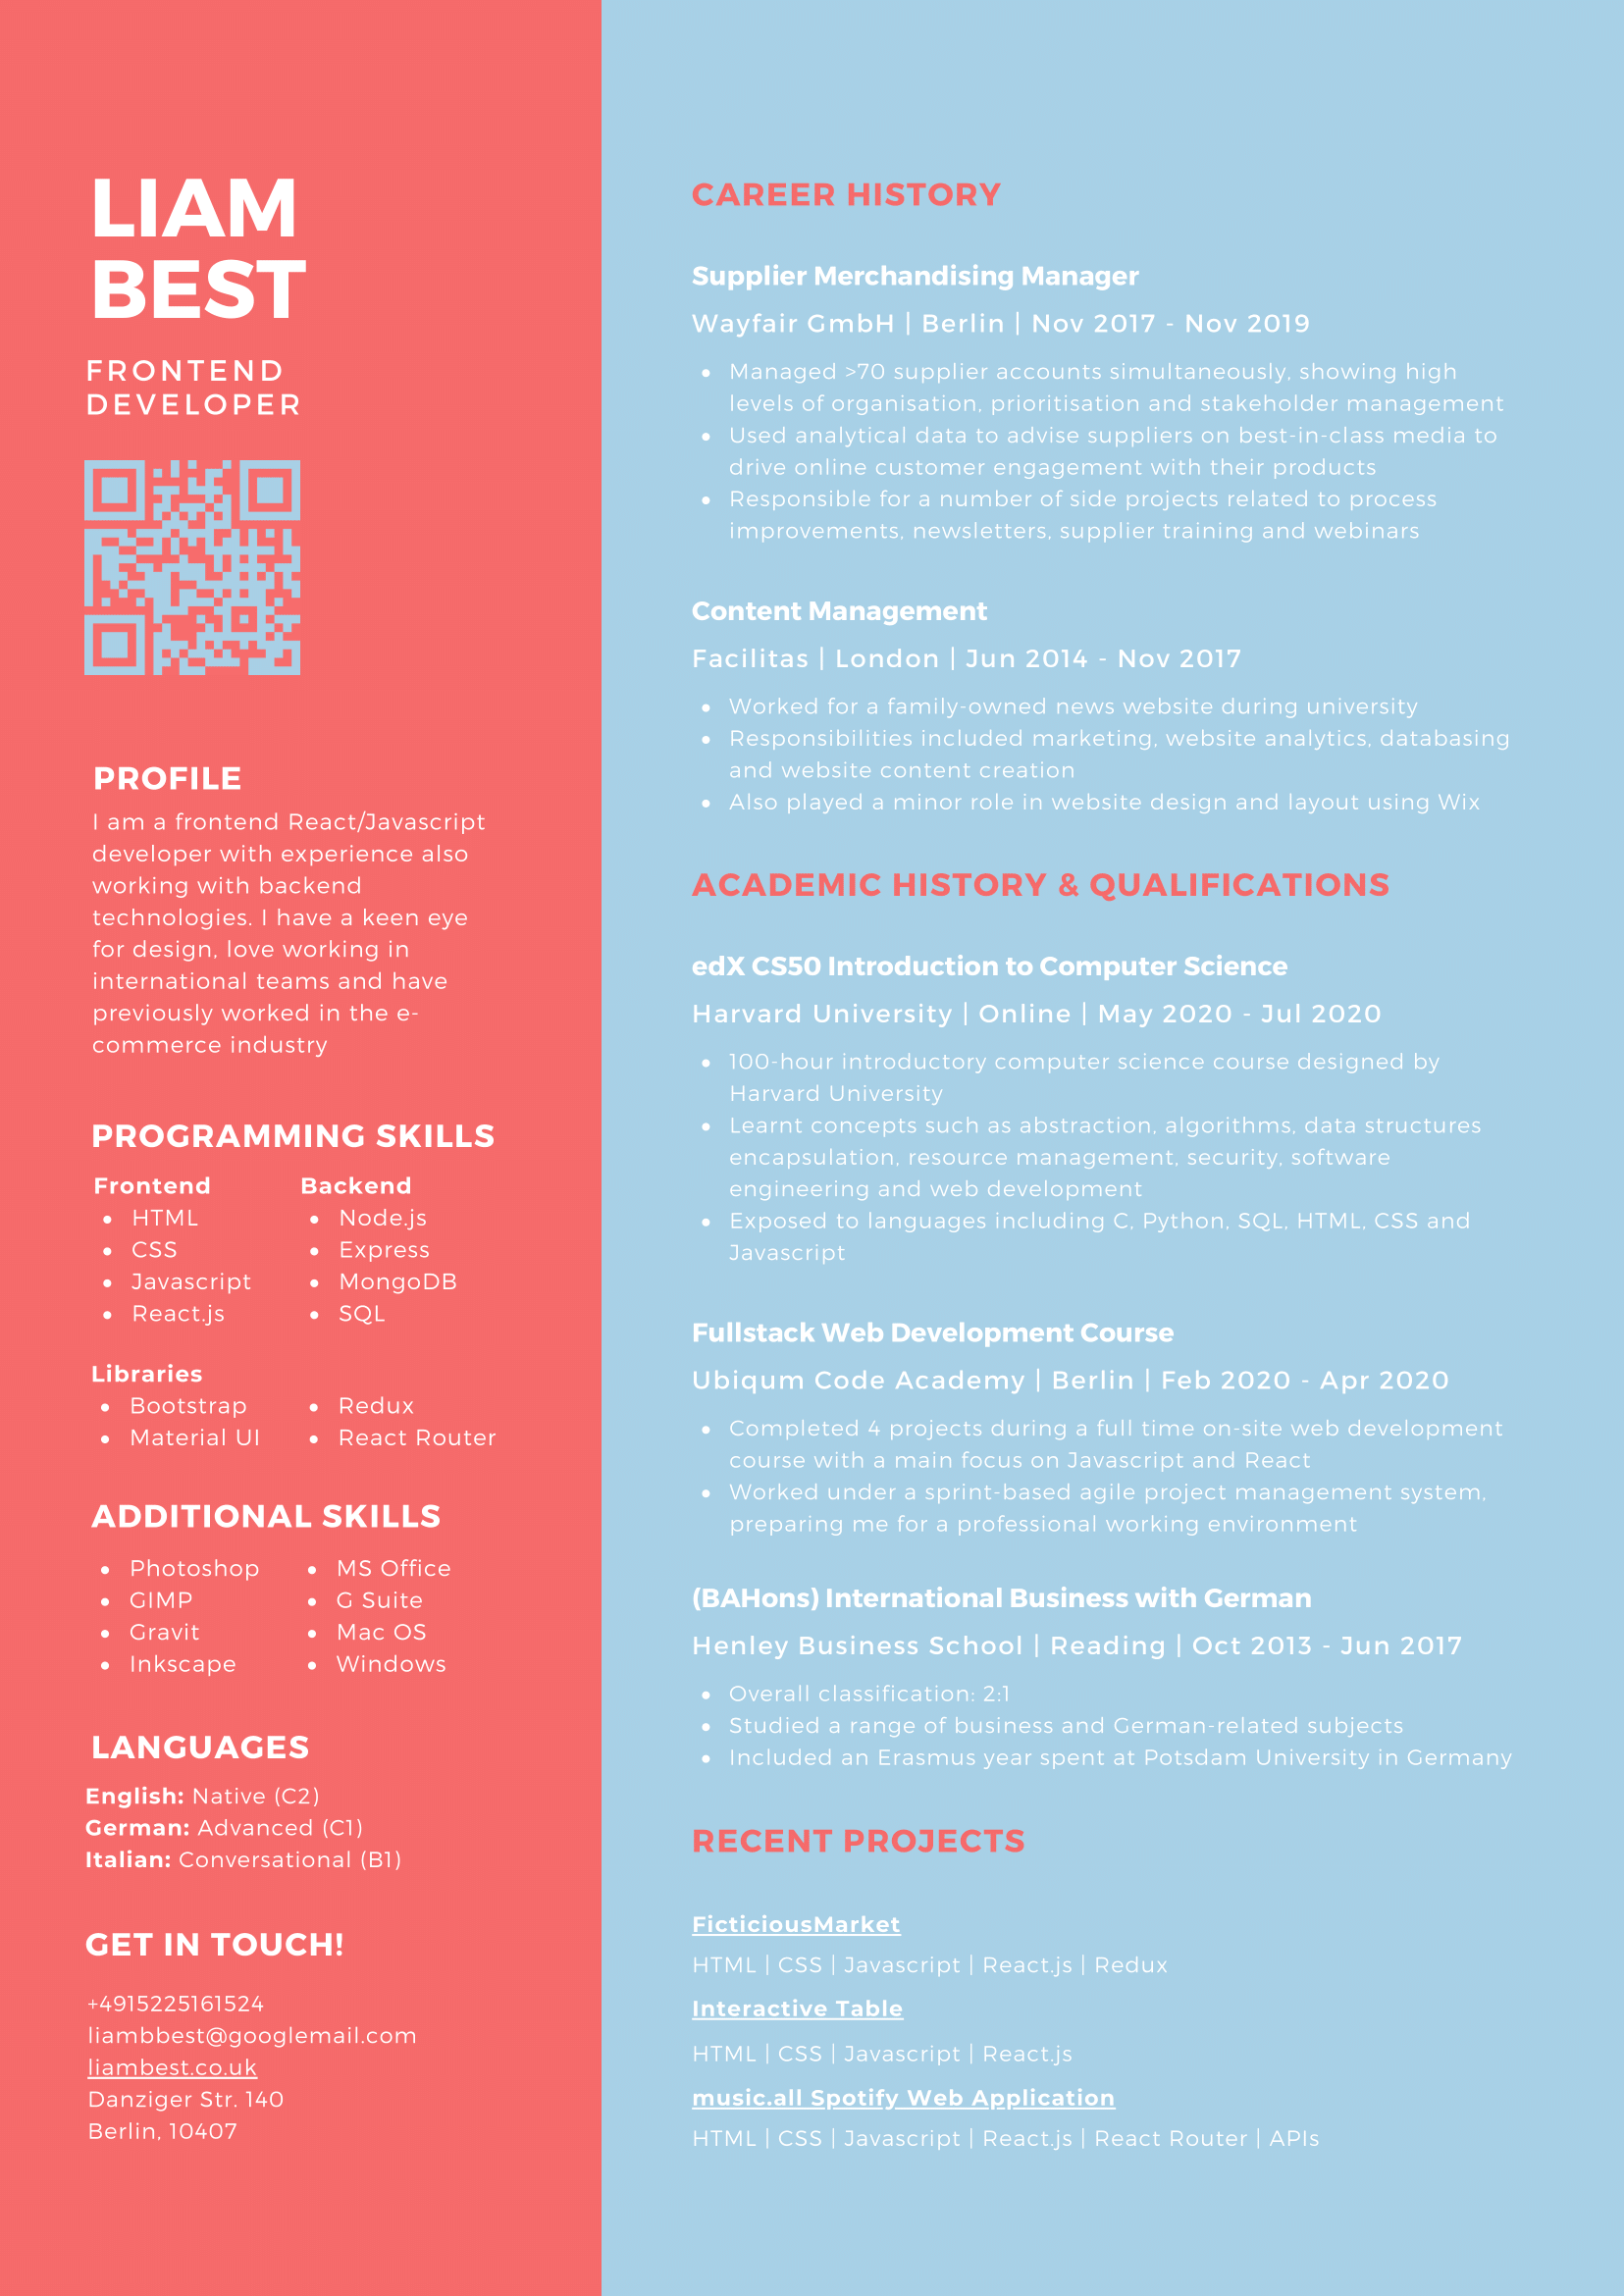 LIAM
BEST
FRONTEND
DEVELOPER
PROFILE
I am a frontend React/Javascript
developer with experience also
working with backend
technologies. I have a keen eye
for design, love working in
international teams and have
previously worked in the e-
commerce industry
PROGRAMMING SKILLS
Frontend
• HTML
• CSS
• Javascript
• React.js
Backend
• Node.js
• Express
• MongoDB
• SQL
Libraries
• Bootstrap
• Material UI
• Redux
• React Router
ADDITIONAL SKILLS
• Photoshop
• GIMP
• Gravit
• Inkscape
• MS Office
• G Suite
• Mac OS
• Windows
LANGUAGES
English: Native (C2)
German: Advanced (C1)
Italian: Conversational (B1)
GET IN TOUCH!
+4915225161524
liambbest@googlemail.com
liambest.co.uk
Danziger Str. 140
Berlin, 10407
CAREER HISTORY
Supplier Merchandising Manager
Wayfair GmbH | Berlin | Nov 2017 - Nov 2019
• Managed >70 supplier accounts simultaneously, showing high
levels of organisation, prioritisation and stakeholder management
• Used analytical data to advise suppliers on best-in-class media to
drive online customer engagement with their products
• Responsible for a number of side projects related to process
improvements, newsletters, supplier training and webinars
Content Management
Facilitas | London | Jun 2014 - Nov 2017
• Worked for a family-owned news website during university
• Responsibilities included marketing, website analytics, databasing
and website content creation
• Also played a minor role in website design and layout using Wix
ACADEMIC HISTORY & QUALIFICATIONS
edX CS50 Introduction to Computer Science
Harvard University | Online | May 2020 - Jul 2020
• 100-hour introductory computer science course designed by
Harvard University
• Learnt concepts such as abstraction, algorithms, data structures
encapsulation, resource management, security, software
engineering and web development
• Exposed to languages including C, Python, SQL, HTML, CSS and
Javascript
Fullstack Web Development Course
Ubiqum Code Academy | Berlin | Feb 2020 - Apr 2020
• Completed 4 projects during a full time on-site web development
course with a main focus on Javascript and React
• Worked under a sprint-based agile project management system,
preparing me for a professional working environment
(BAHons) International Business with German
Henley Business School | Reading | Oct 2013 - Jun 2017
• Overall classification: 2:1
• Studied a range of business and German-related subjects
• Included an Erasmus year spent at Potsdam University in Germany
RECENT PROJECTS
FicticiousMarket
HTML | CSS | Javascript | React.js | Redux
Interactive Table
HTML | CSS | Javascript | React.js
music.all Spotify Web Application
HTML | CSS | Javascript | React.js | React Router | APIs